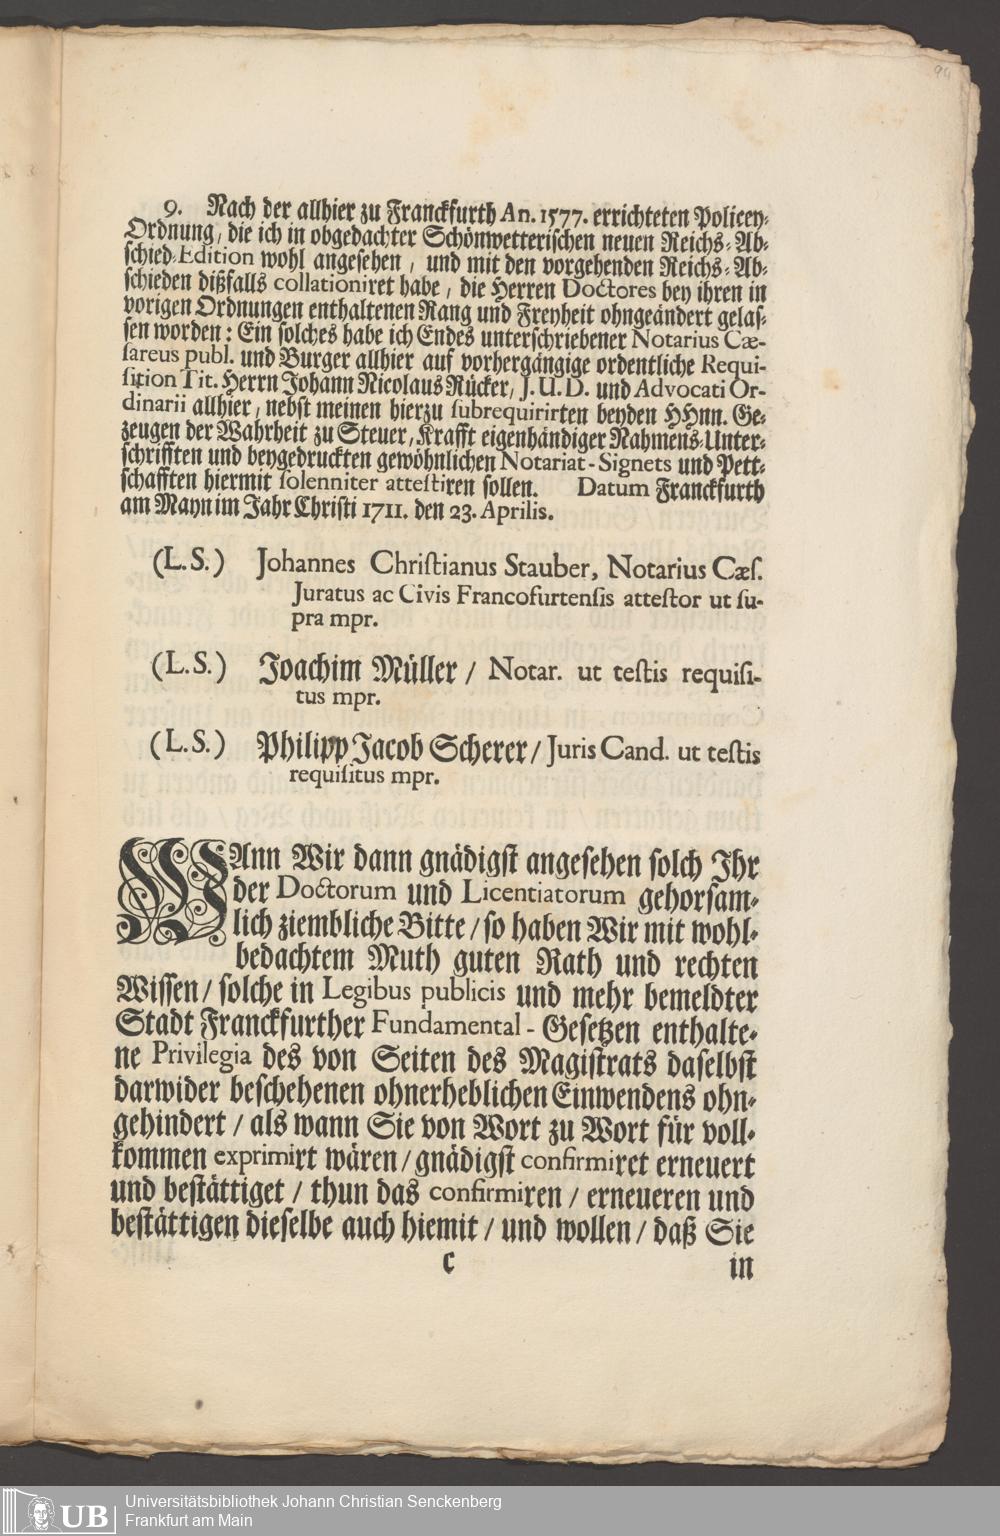 94
9. Nach der allhier zu Franckfurth An. 1577. errichteten Policey-
Ordnung, die ich in obgedachter Schönwetterischen neuen Reichs-Ab-
schied-Edition wohl angesehen, und mit den vorgehenden Reichs-Ab-
schieden dißfalls collationiret habe, die Herren Doctores bey ihren in
vorigen Ordnungen enthaltenen Rang und Freyheit ohngeändert gelas-
sen worden: Ein solches habe ich Endes unterschriebener Notarius Cæ-
sareus publ. und Burger allhier auf vorhergängige ordentliche Requi-
sition Tit. Herrn Johann Nicolaus Rücker, J. U. D. und Advocati Or-
dinarii allhier, nebst meinen hierzu subrequirirten beyden HHnn. Ge-
zeugen der Wahrheit zu Steuer, Krafft eigenhändiger Nahmens-Unter-
schrifften und beygedruckten gewöhnlichen Notariat-Signets und Pett-
schafften hiermit solenniter attestiren sollen. Datum Franckfurth
am Mayn im Jahr Christi 1711. den 23. Aprilis.
(L.S.) Johannes Christianus Stauber, Notarius Cæs.
Juratus ac Civis Francofurtensis attestor ut su-
pra mpr.
(L.S.) Joachim Müller / Notar. ut testis requisi-
tus mpr.
(L.S.) Philipp Jacob Scherer / Juris Cand. ut testis
requisitus mpr.
WAnn Wir dann gnädigst angesehen solch Ihr
der Doctorum und Licentiatorum gehorsam-
lich ziembliche Bitte / so haben Wir mit wohl-
bedachtem Muth guten Rath und rechten
Wissen / solche in Legibus publicis und mehr bemeldter
Stadt Franckfurther Fundamental-Gesetzen enthalte-
ne Privilegia des von Seiten des Magistrats daselbst
darwider beschehenen ohnerheblichen Einwendens ohn-
gehindert / als wann Sie von Wort zu Wort für voll-
kommen exprimirt wären / gnädigst confirmiret erneuert
und bestättiget / thun das confirmiren / erneueren und
bestättigen dieselbe auch hiemit / und wollen / daß Sie
c in
UB
Universitätsbibliothek Johann Christian Senckenberg
Frankfurt am Main